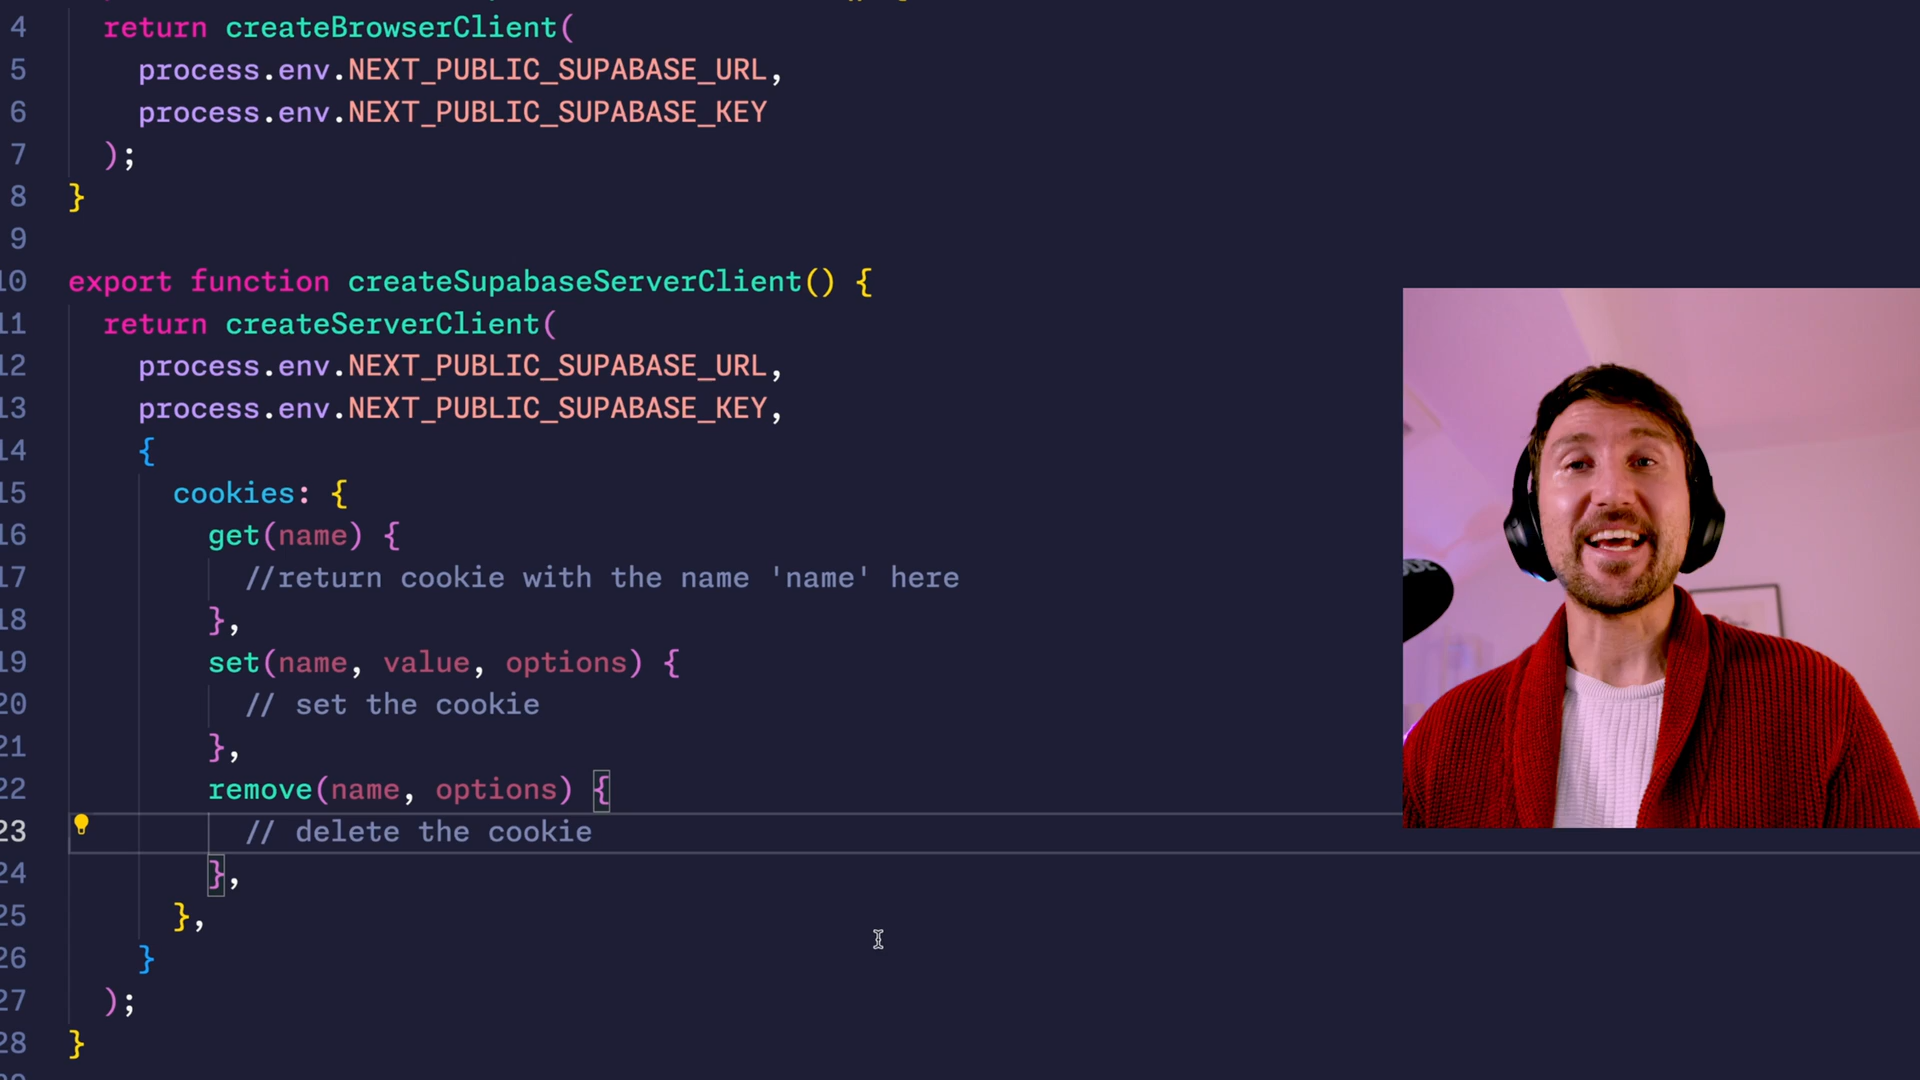 4 return createBrowserClient(
5 process.env.NEXT_PUBLIC_SUPABASE_URL,
6 process.env.NEXT_PUBLIC_SUPABASE_KEY
7 );
8 }
9
10 export function createSupabaseServerClient() {
11 return createServerClient(
12 process.env.NEXT_PUBLIC_SUPABASE_URL,
13 process.env.NEXT_PUBLIC_SUPABASE_KEY,
14 {
15 cookies: {
16 get(name) {
17 //return cookie with the name 'name' here
18 },
19 set(name, value, options) {
20 // set the cookie
21 },
22 remove(name, options) {
23 // delete the cookie
24 },
25 },
26 }
27 );
28 }